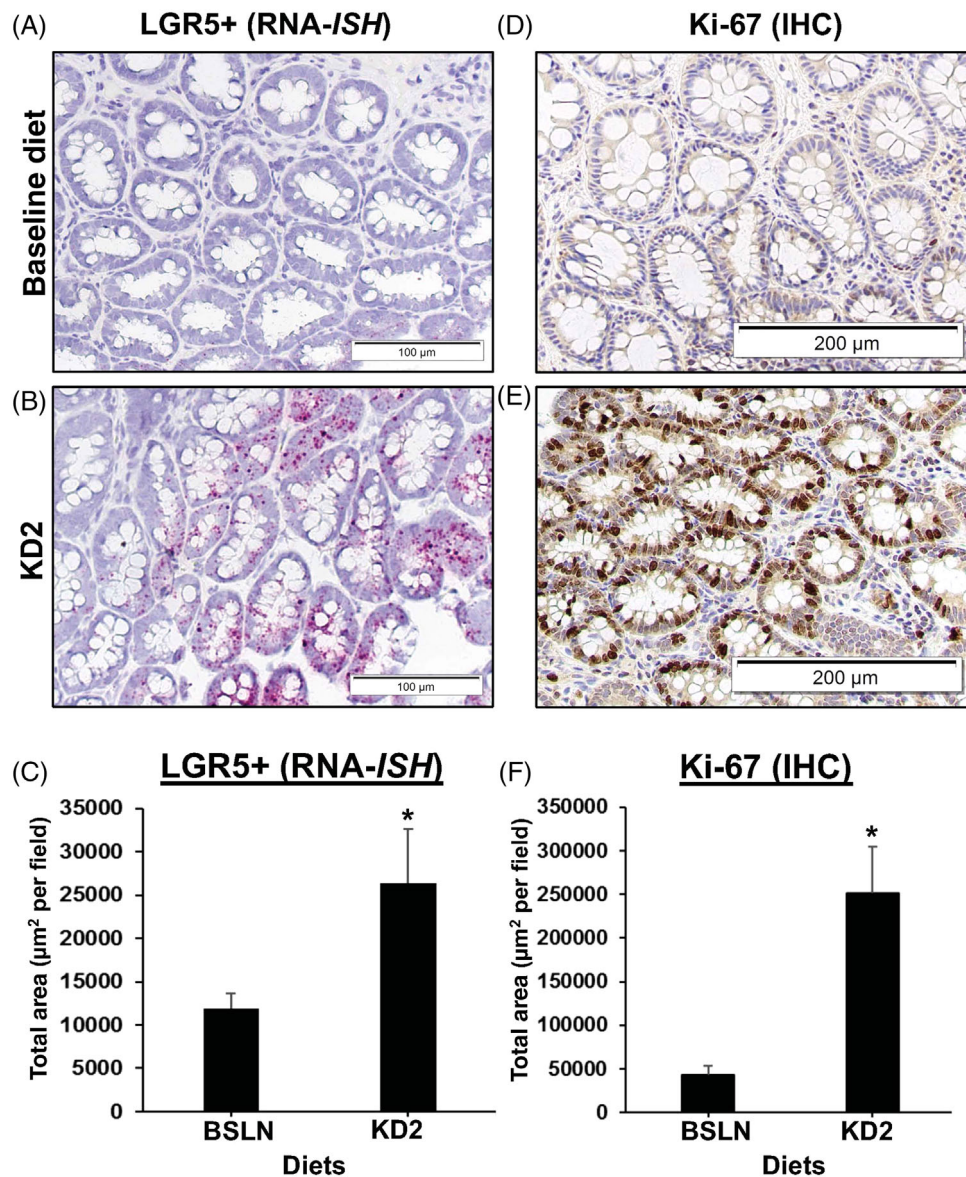 (A)
LGR5+ (RNA-ISH)
(D)
Ki-67 (IHC)
Baseline diet
100 µm
200 µm
(B)
(E)
KD2
100 µm
200 µm
(C)
LGR5+ (RNA-ISH)
(F)
Ki-67 (IHC)
Total area (µm² per field)
35000
30000
25000
20000
15000
10000
5000
0
*
BSLN
KD2
Diets
Total area (µm² per field)
350000
300000
250000
200000
150000
100000
50000
0
*
BSLN
KD2
Diets